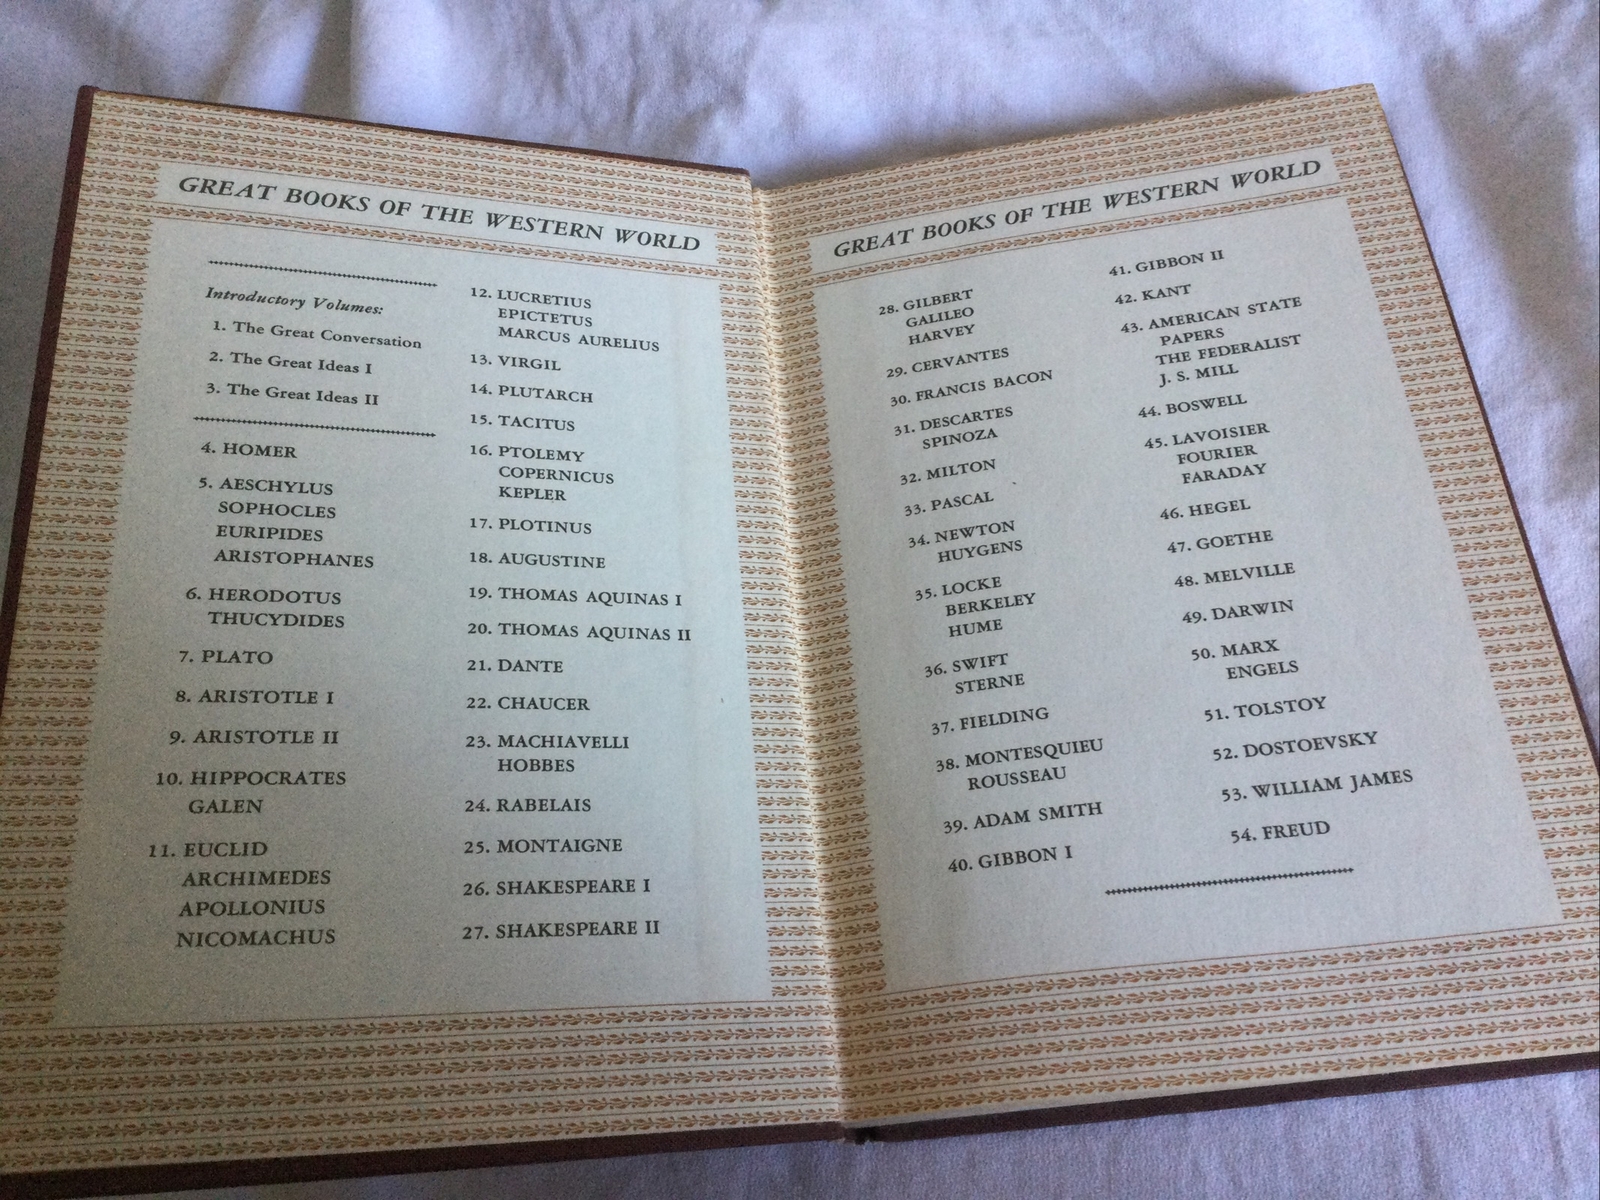 GREAT BOOKS OF THE WESTERN WORLD
Introductory Volumes:
1. The Great Conversation
2. The Great Ideas I
3. The Great Ideas II
4. HOMER
5. AESCHYLUS
SOPHOCLES
EURIPIDES
ARISTOPHANES
6. HERODOTUS
THUCYDIDES
7. PLATO
8. ARISTOTLE I
9. ARISTOTLE II
10. HIPPOCRATES
GALEN
11. EUCLID
ARCHIMEDES
APOLLONIUS
NICOMACHUS
12. LUCRETIUS
EPICTETUS
MARCUS AURELIUS
13. VIRGIL
14. PLUTARCH
15. TACITUS
16. PTOLEMY
COPERNICUS
KEPLER
17. PLOTINUS
18. AUGUSTINE
19. THOMAS AQUINAS I
20. THOMAS AQUINAS II
21. DANTE
22. CHAUCER
23. MACHIAVELLI
HOBBES
24. RABELAIS
25. MONTAIGNE
26. SHAKESPEARE I
27. SHAKESPEARE II
GREAT BOOKS OF THE WESTERN WORLD
28. GILBERT
GALILEO
HARVEY
29. CERVANTES
30. FRANCIS BACON
31. DESCARTES
SPINOZA
32. MILTON
33. PASCAL
34. NEWTON
HUYGENS
35. LOCKE
BERKELEY
HUME
36. SWIFT
STERNE
37. FIELDING
38. MONTESQUIEU
ROUSSEAU
39. ADAM SMITH
40. GIBBON I
41. GIBBON II
42. KANT
43. AMERICAN STATE
PAPERS
THE FEDERALIST
J. S. MILL
44. BOSWELL
45. LAVOISIER
FOURIER
FARADAY
46. HEGEL
47. GOETHE
48. MELVILLE
49. DARWIN
50. MARX
ENGELS
51. TOLSTOY
52. DOSTOEVSKY
53. WILLIAM JAMES
54. FREUD